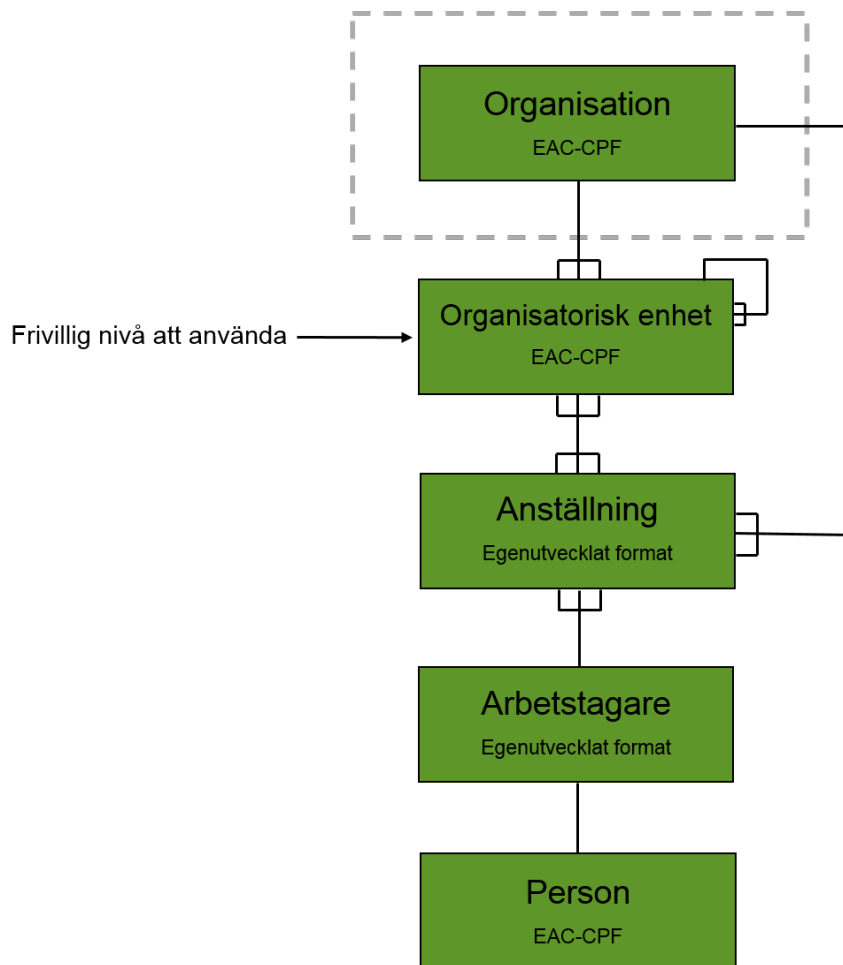 Organisation
EAC-CPF
Organisatorisk enhet
EAC-CPF
Frivillig nivå att använda
Anställning
Egenutvecklat format
Arbetstagare
Egenutvecklat format
Person
EAC-CPF